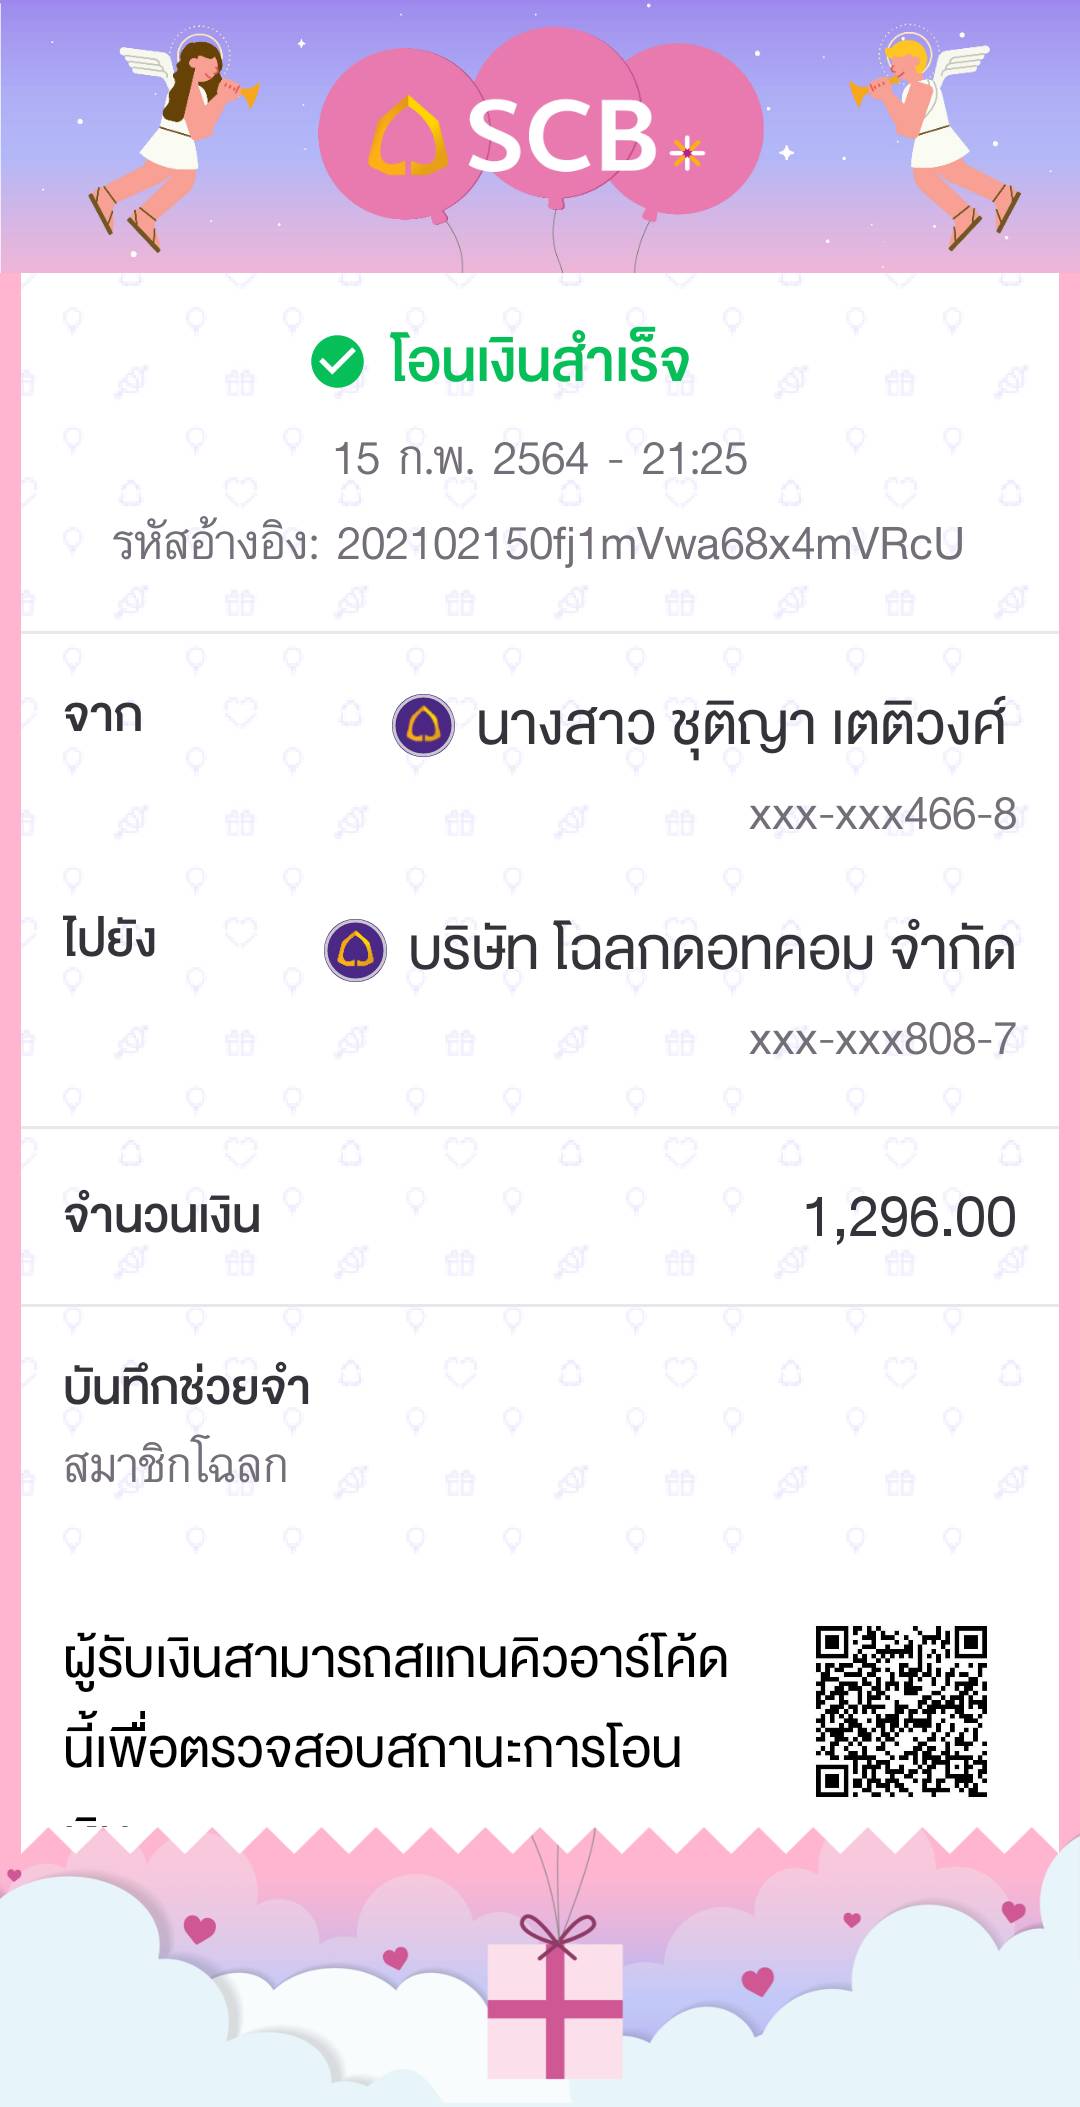 SCB
โอนเงินสำเร็จ
15 ก.พ. 2564 - 21:25
รหัสอ้างอิง: 202102150fj1mVwa68x4mVRcU
จาก
นางสาว ชุติญา เตติวงศ์
xxx-xxx466-8
ไปยัง
บริษัท โฉลกดอทคอม จำกัด
xxx-xxx808-7
จำนวนเงิน
1,296.00
บันทึกช่วยจำ
สมาชิกโฉลก
ผู้รับเงินสามารถสแกนคิวอาร์โค้ด
นี้เพื่อตรวจสอบสถานะการโอน